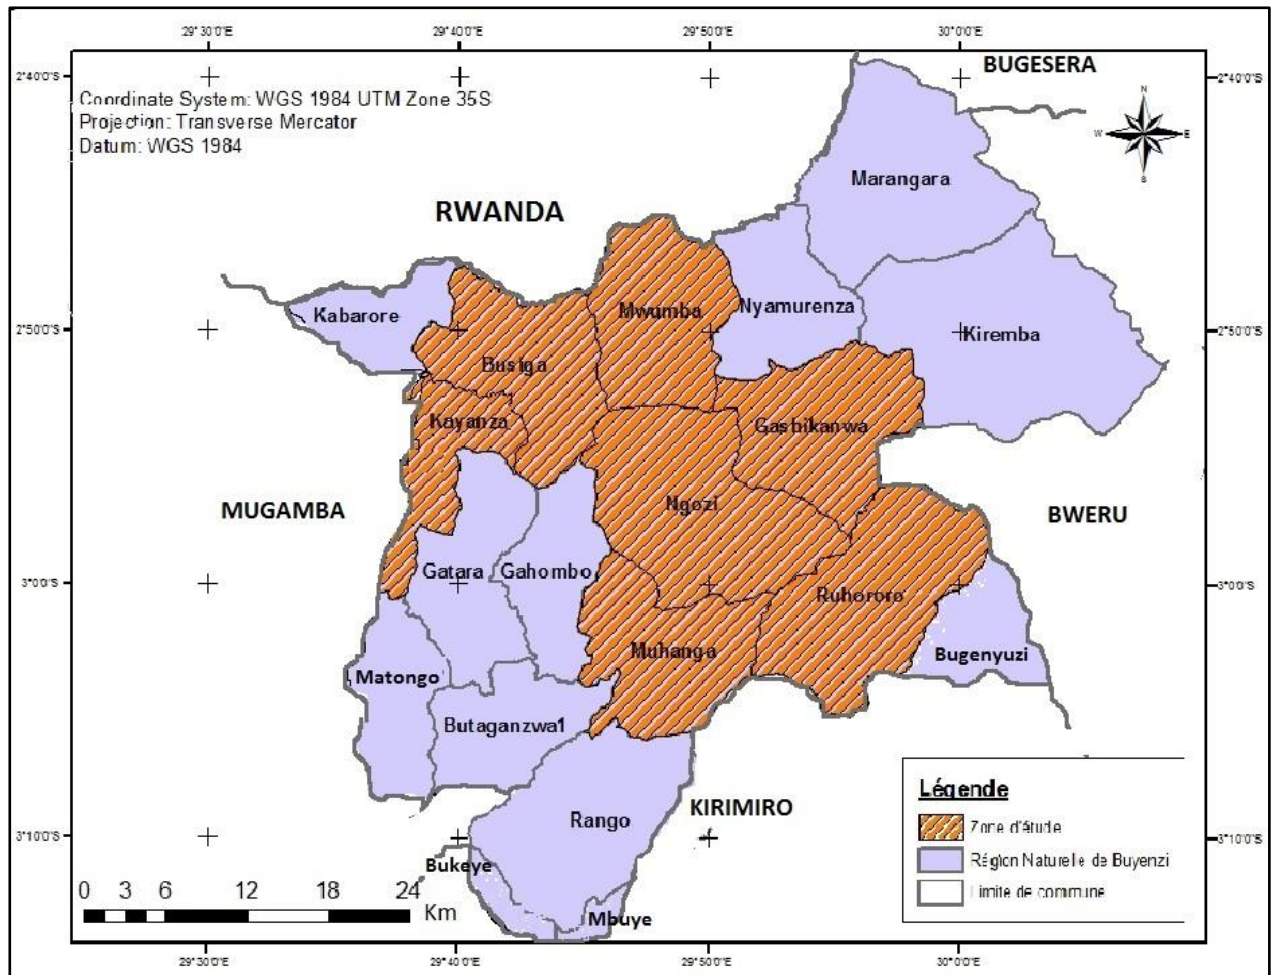 29°30'0"E 29°40'0"E 29°50'0"E 30°0'0"E
BUGESERA
2°40'0"S 2°40'0"S
Coordinate System: WGS 1984 UTM Zone 35S
Projection: Transverse Mercator
Datum: WGS 1984
N
W E
S
Marangara
RWANDA
Kabarore
Mwumba
Nyamurenza
2°50'0"S 2°50'0"S
Kiremba
Busiga
Kayanza
Gashikanwa
MUGAMBA
Ngozi
BWERU
Gatara
Gahombo
3°0'0"S 3°0'0"S
Ruhororo
Muhanga
Bugenyuzi
Matongo
Butaganzwa1
Légende
Zone d'étude
Région Naturelle de Buyenzi
Limite de commune
KIRIMIRO
Rango
3°10'0"S 3°10'0"S
Bukeye
Mbuye
0 3 6 12 18 24
Km
29°30'0"E 29°40'0"E 29°50'0"E 30°0'0"E